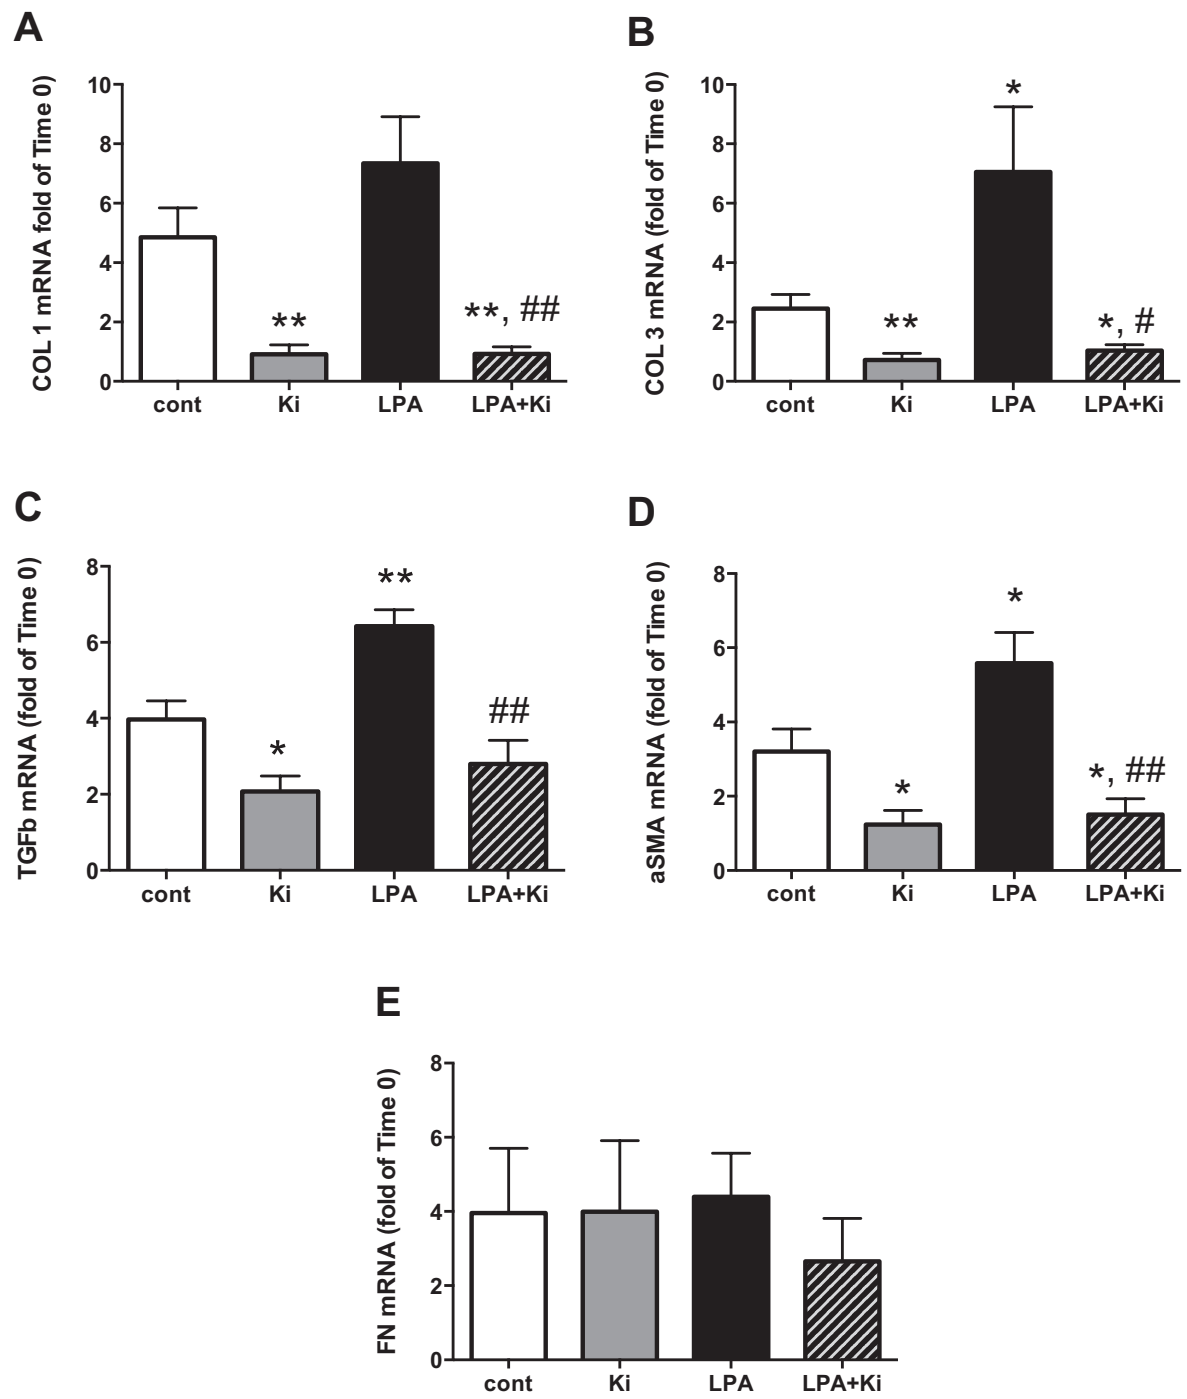 A
COL 1 mRNA fold of Time 0)
10
8
6
4
2
0
**
**, ##
cont Ki LPA LPA+Ki
B
COL 3 mRNA (fold of Time 0)
10
8
6
4
2
0
**
*
*, #
cont Ki LPA LPA+Ki
C
TGFb mRNA (fold of Time 0)
8
6
4
2
0
*
**
##
cont Ki LPA LPA+Ki
D
aSMA mRNA (fold of Time 0)
8
6
4
2
0
*
*
*, ##
cont Ki LPA LPA+Ki
E
FN mRNA (fold of Time 0)
8
6
4
2
0
cont Ki LPA LPA+Ki